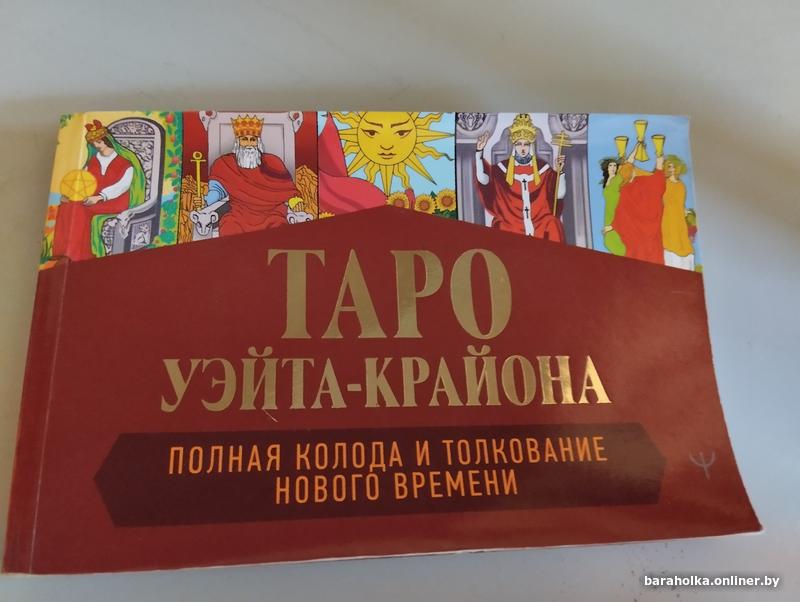 ТАРО
УЭЙТА-КРАЙОНА
ПОЛНАЯ КОЛОДА И ТОЛКОВАНИЕ
НОВОГО ВРЕМЕНИ
baraholka.onliner.by